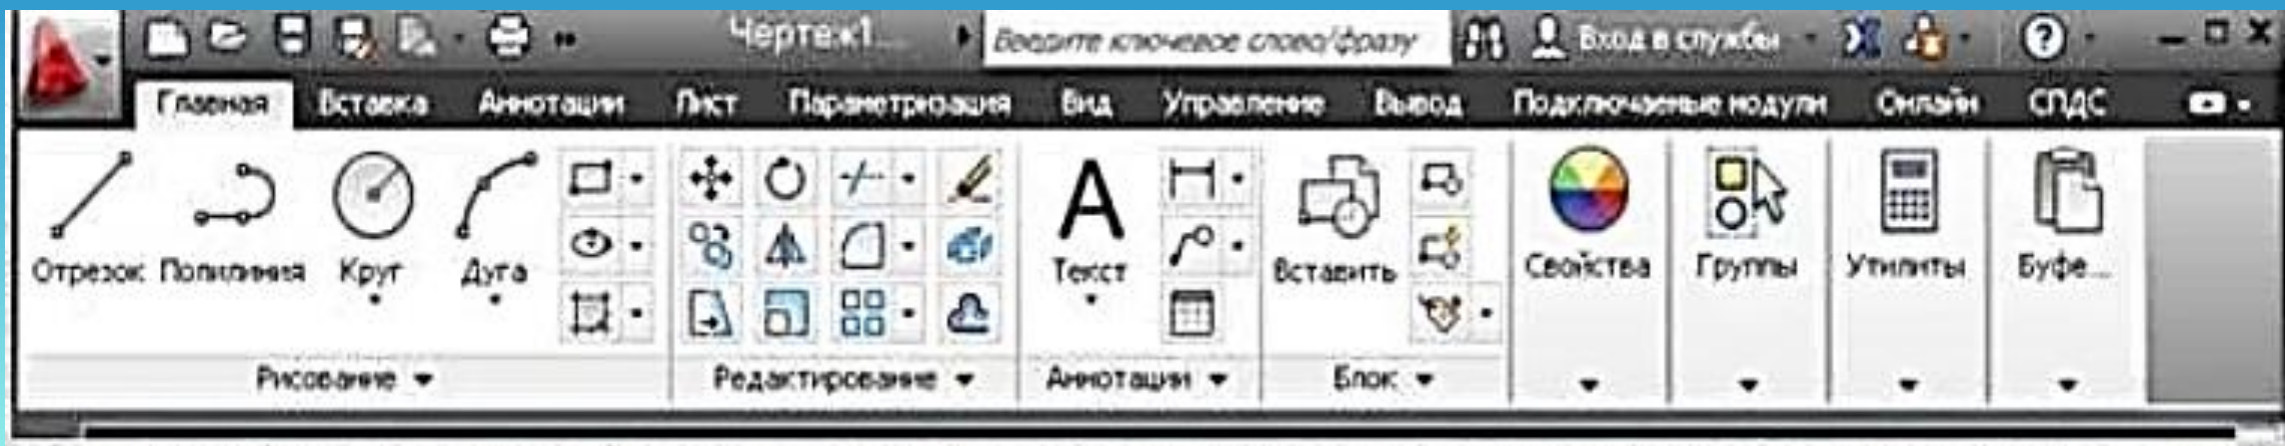 Чертеж1...
Введите ключевое слово/фразу
Вход в службы
Главная Вставка Аннотации Лист Параметризация Вид Управление Вывод Подключаемые модули Онлайн СПДС
Отрезок Полилиния Круг Дуга Текст Вставить Свойства Группы Утилиты Буфе...
Рисование Редактирование Аннотации Блок